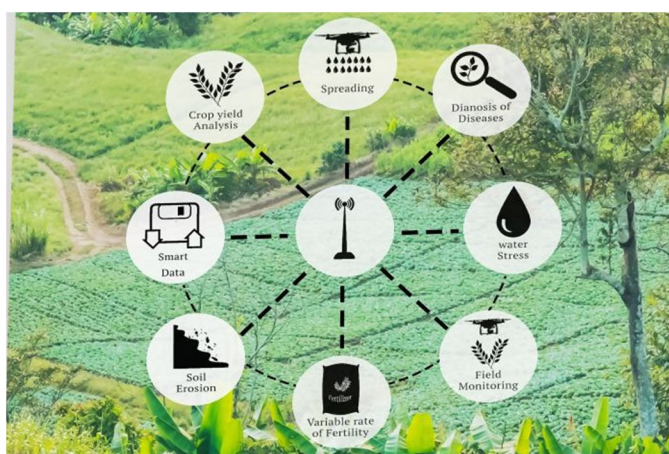 Spreading
Dianosis of
Diseases
water
Stress
Field
Monitoring
Fertilizer
Variable rate
of Fertility
Soil
Erosion
Smart
Data
Crop yield
Analysis